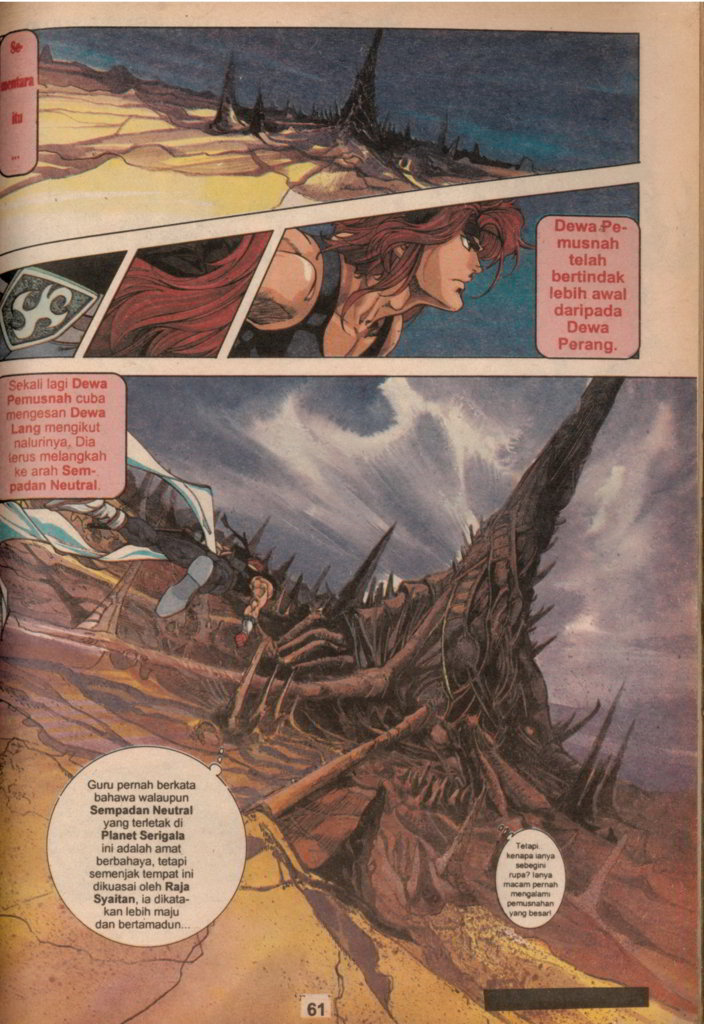 Se-
mentara
itu
...
Dewa Pe-
musnah
telah
bertindak
lebih awal
daripada
Dewa
Perang.
Sekali lagi Dewa
Pemusnah cuba
mengesan Dewa
Lang mengikut
nalurinya, Dia
terus melangkah
ke arah Sem-
padan Neutral.
Guru pernah berkata
bahawa walaupun
Sempadan Neutral
yang terletak di
Planet Serigala
ini adalah amat
berbahaya, tetapi
semenjak tempat ini
dikuasai oleh Raja
Syaitan, ia dikata-
kan lebih maju
dan bertamadun...
Tetapi
kenapa ianya
sebegini
rupa? Ianya
macam pernah
mengalami
pemusnahan
yang besar!
61